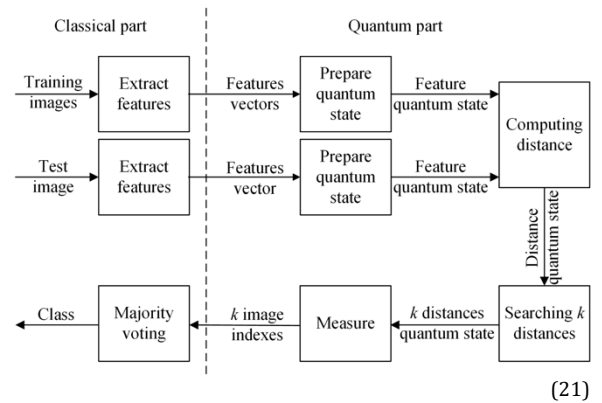 Classical part
Quantum part
Training
images
Extract
features
Features
vectors
Prepare
quantum
state
Feature
quantum state
Computing
distance
Test
image
Extract
features
Features
vector
Prepare
quantum
state
Feature
quantum state
Distance
quantum state
Class
Majority
voting
k image
indexes
Measure
k distances
quantum state
Searching k
distances
(21)